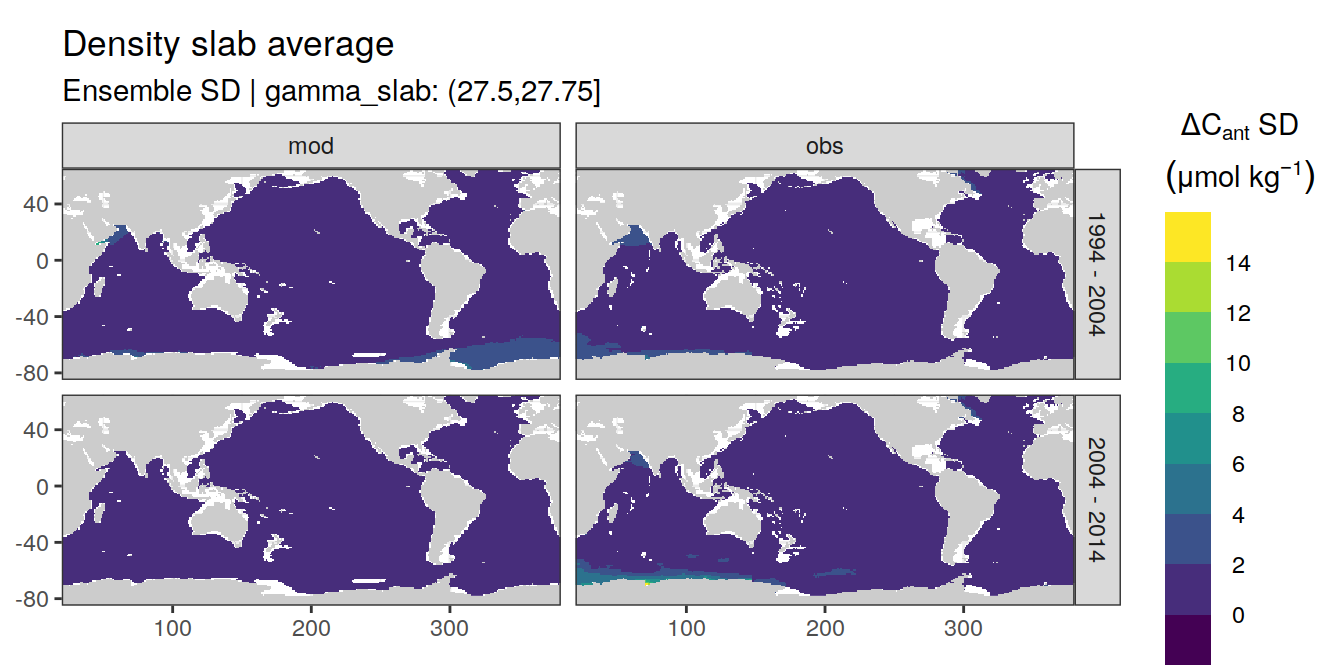 Density slab average
Ensemble SD | gamma_slab: (27.5,27.75]
mod
obs
40
0
-40
-80
1994 - 2004
40
0
-40
-80
2004 - 2014
100
200
300
100
200
300
ΔCant SD
(μmol kg⁻¹)
14
12
10
8
6
4
2
0